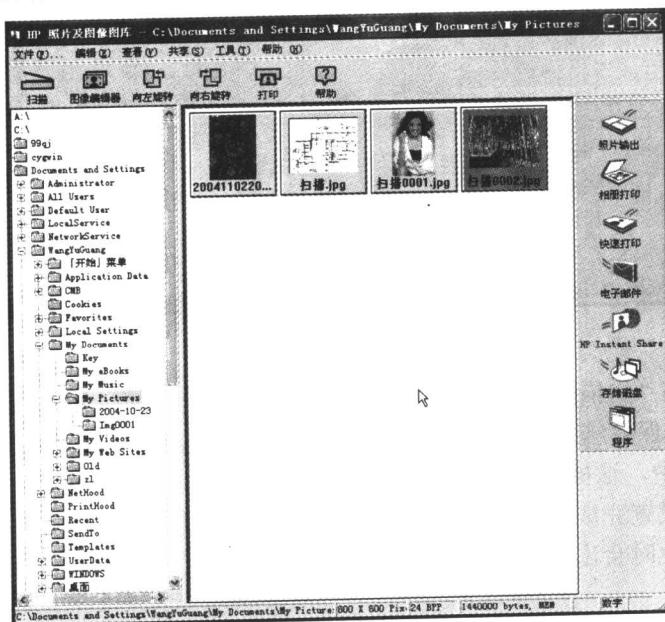 HP 照片及图像图库 - C:\Documents and Settings\WangYuGuang\My Documents\My Pictures
文件(F)... 编辑(E) 查看(V) 共享(S) 工具(T) 帮助(H)
扫描 图像编辑器 向左旋转 向右旋转 打印 帮助
A:\
C:\
99qj
cygwin
Documents and Settings
Administrator
All Users
Default User
LocalService
NetworkService
WangYuGuang
「开始」菜单
Application Data
CMB
Cookies
Favorites
Local Settings
My Documents
Key
My eBooks
My Music
My Pictures
2004-10-23
Img0001
My Videos
My Web Sites
Old
zl
NetHood
PrintHood
Recent
SendTo
Templates
UserData
WINDOWS
桌面
2004110220... 扫描.jpg 扫描0001.jpg 扫描0002.jpg
照片输出
相册打印
快速打印
电子邮件
HP Instant Share
存储磁盘
程序
C:\Documents and Settings\WangYuGuang\My Documents\My Picture: 800 X 600 Pix 24 BPP 1440000 bytes, MEM 数字